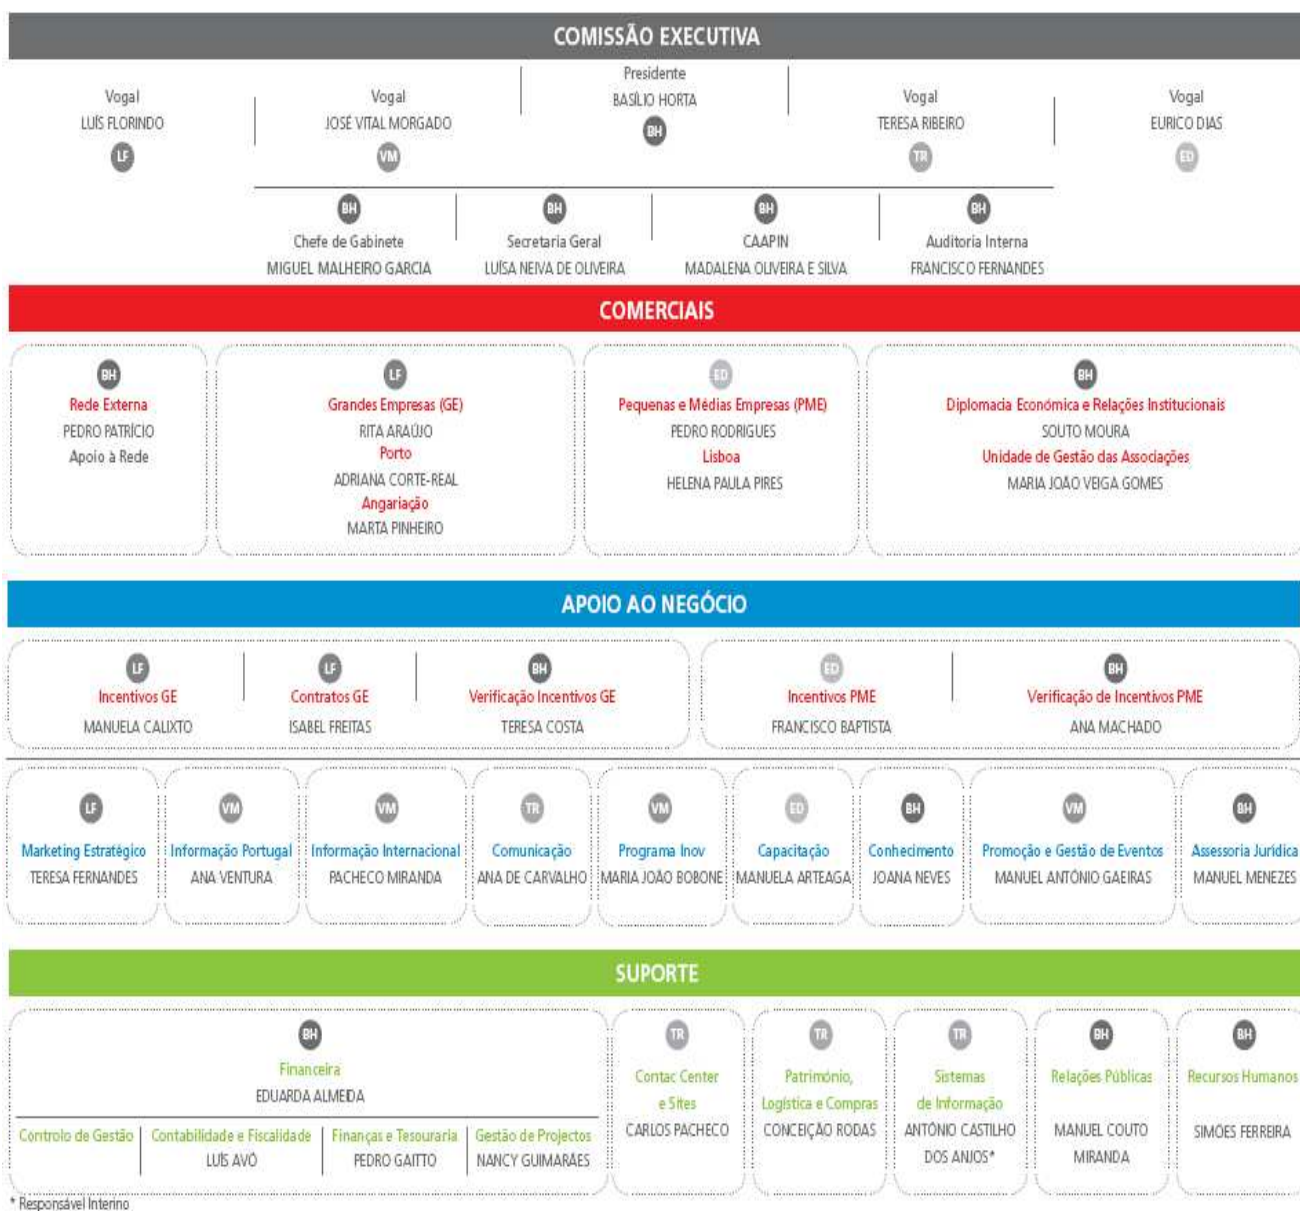 COMISSÃO EXECUTIVA
Vogal
LUÍS FLORINDO
LF
Vogal
JOSÉ VITAL MORGADO
VM
Presidente
BASÍLIO HORTA
BH
Vogal
TERESA RIBEIRO
TR
Vogal
EURICO DIAS
ED
BH
Chefe de Gabinete
MIGUEL MALHEIRO GARCIA
BH
Secretaria Geral
LUÍSA NEIVA DE OLIVEIRA
BH
CAAPIN
MADALENA OLIVEIRA E SILVA
BH
Auditoria Interna
FRANCISCO FERNANDES
COMERCIAIS
BH
Rede Externa
PEDRO PATRÍCIO
Apoio à Rede
LF
Grandes Empresas (GE)
RITA ARAÚJO
Porto
ADRIANA CORTE-REAL
Angariação
MARTA PINHEIRO
ED
Pequenas e Médias Empresas (PME)
PEDRO RODRIGUES
Lisboa
HELENA PAULA PIRES
BH
Diplomacia Económica e Relações Institucionais
SOUTO MOURA
Unidade de Gestão das Associações
MARIA JOÃO VEIGA GOMES
APOIO AO NEGÓCIO
LF
Incentivos GE
MANUELA CALIXTO
LF
Contratos GE
ISABEL FREITAS
BH
Verificação Incentivos GE
TERESA COSTA
ED
Incentivos PME
FRANCISCO BAPTISTA
BH
Verificação de Incentivos PME
ANA MACHADO
LF
Marketing Estratégico
TERESA FERNANDES
VM
Informação Portugal
ANA VENTURA
VM
Informação Internacional
PACHECO MIRANDA
TR
Comunicação
ANA DE CARVALHO
VM
Programa Inov
MARIA JOÃO BOBONE
ED
Capacitação
MANUELA ARTEAGA
BH
Conhecimento
JOANA NEVES
VM
Promoção e Gestão de Eventos
MANUEL ANTÓNIO GAEIRAS
BH
Assessoria Jurídica
MANUEL MENEZES
SUPORTE
BH
Financeira
EDUARDA ALMEIDA
Controlo de Gestão
Contabilidade e Fiscalidade
LUÍS AVÓ
Finanças e Tesouraria
PEDRO GAITTO
Gestão de Projectos
NANCY GUIMARÃES
TR
Contac Center
e Sites
CARLOS PACHECO
TR
Património,
Logística e Compras
CONCEIÇÃO RODAS
TR
Sistemas
de Informação
ANTÓNIO CASTILHO
DOS ANJOS*
BH
Relações Públicas
MANUEL COUTO
MIRANDA
BH
Recursos Humanos
SIMÕES FERREIRA
* Responsável Interino